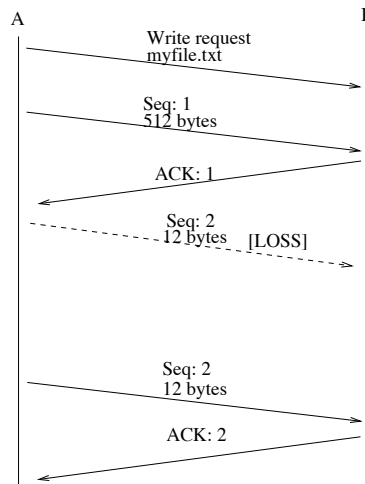 A
Write request
myfile.txt
Seq: 1
512 bytes
ACK: 1
Seq: 2
12 bytes
[LOSS]
Seq: 2
12 bytes
ACK: 2